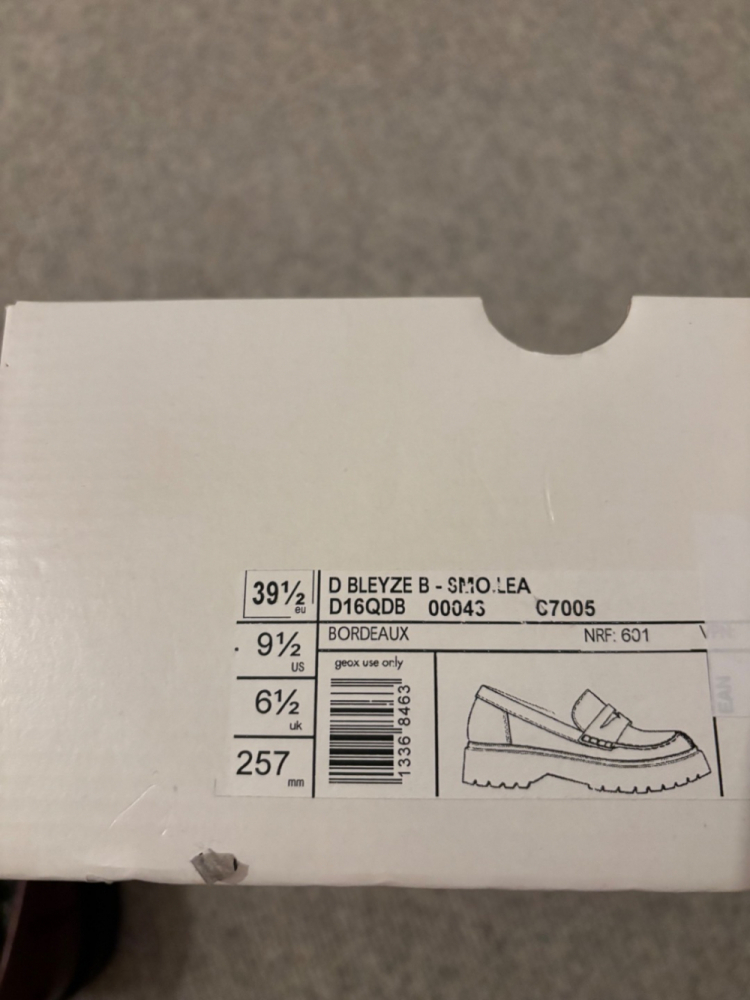 39½ eu
D BLEYZE B - SMO.LEA
D16QDB 00043 C7005
9½ US
BORDEAUX NRF: 601
geox use only
6½ uk
1336 8463
257 mm
EAN